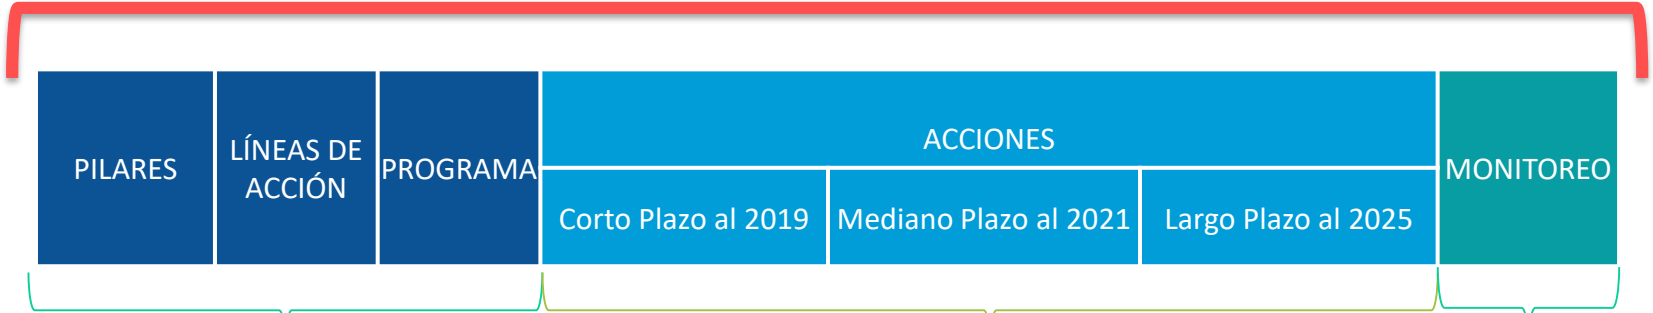 PILARES
LÍNEAS DE
ACCIÓN
PROGRAMA
ACCIONES
Corto Plazo al 2019
Mediano Plazo al 2021
Largo Plazo al 2025
MONITOREO